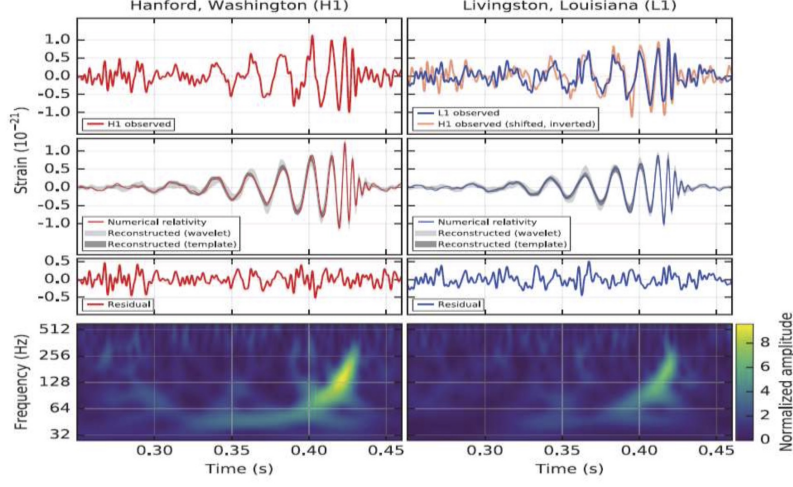 Hanford, Washington (H1)
Livingston, Louisiana (L1)
Strain (10⁻²¹)
1.0
0.5
0.0
-0.5
-1.0
H1 observed
L1 observed
H1 observed (shifted, inverted)
1.0
0.5
0.0
-0.5
-1.0
Numerical relativity
Reconstructed (wavelet)
Reconstructed (template)
Numerical relativity
Reconstructed (wavelet)
Reconstructed (template)
0.5
0.0
-0.5
Residual
Residual
Frequency (Hz)
512
256
128
64
32
0.30 0.35 0.40 0.45
Time (s)
0.30 0.35 0.40 0.45
Time (s)
8
6
4
2
0
Normalized amplitude